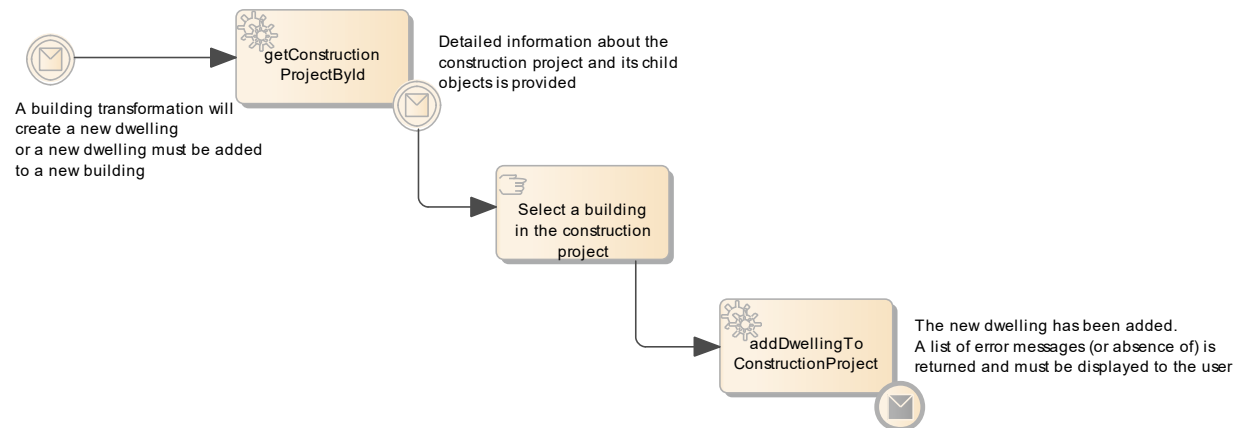 getConstruction
ProjectById
Detailed information about the
construction project and its child
objects is provided
A building transformation will
create a new dwelling
or a new dwelling must be added
to a new building
Select a building
in the construction
project
addDwellingTo
ConstructionProject
The new dwelling has been added.
A list of error messages (or absence of) is
returned and must be displayed to the user